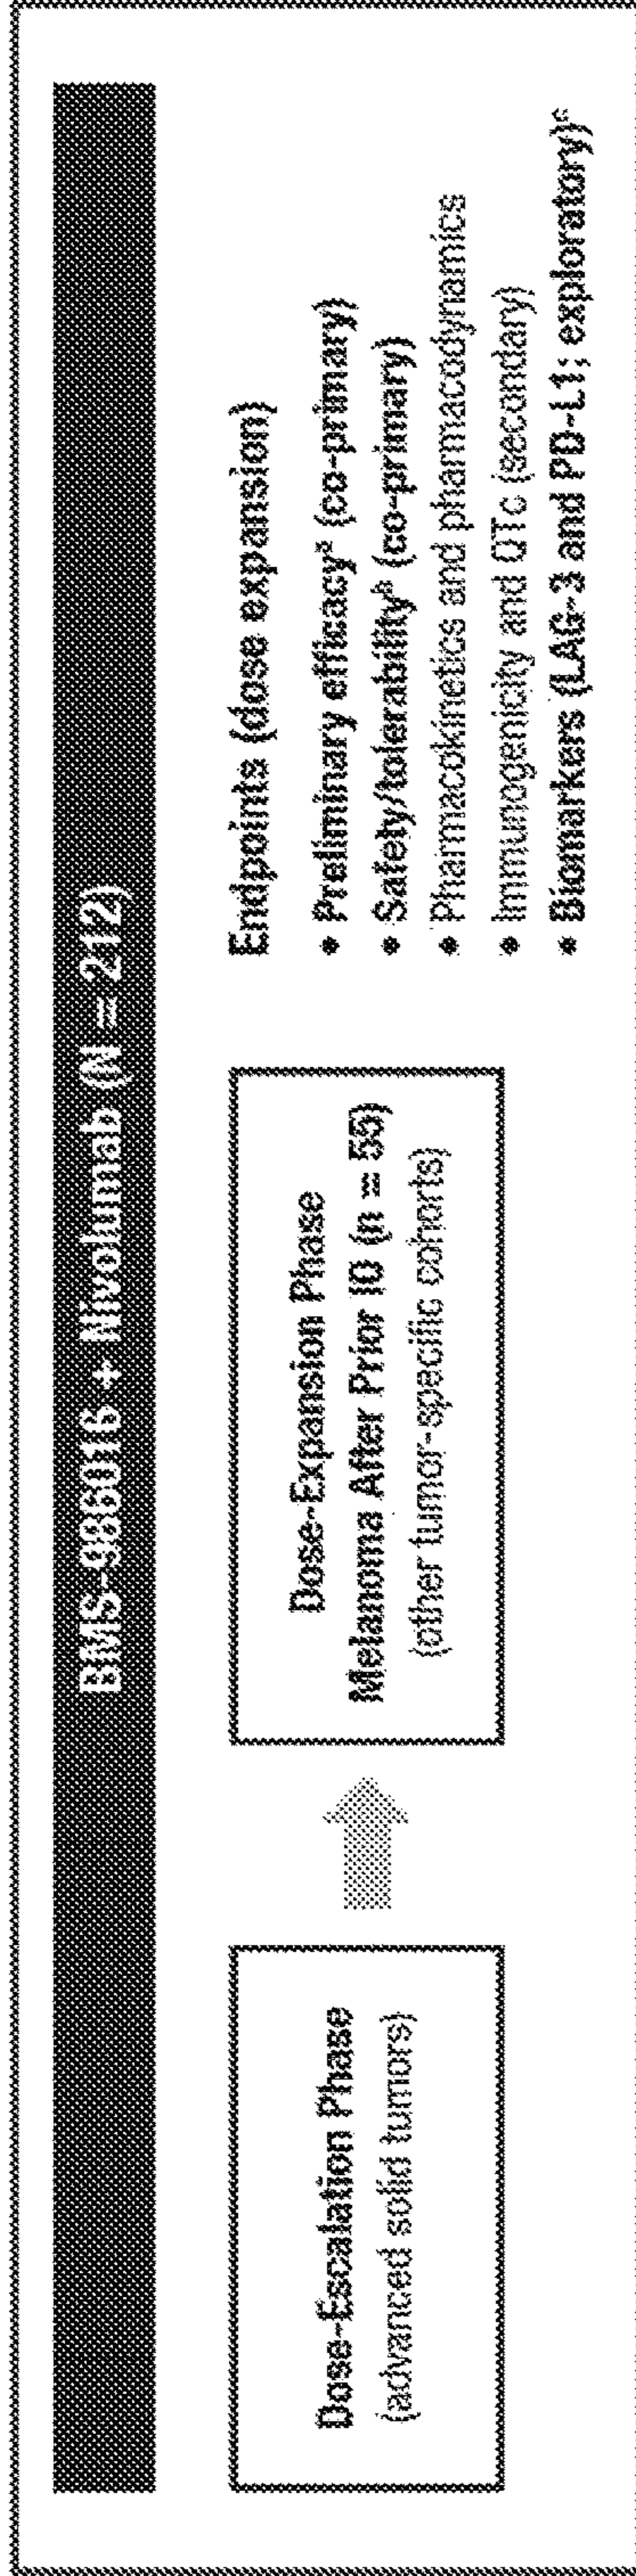 BMS-986016 + Nivolumab (N = 212)
Dose-Escalation Phase
(advanced solid tumors)
Dose-Expansion Phase
Melanoma After Prior IO (n = 55)
(other tumor-specific cohorts)
Endpoints (dose expansion)
• Preliminary efficacyᵃ (co-primary)
• Safety/tolerabilityᵇ (co-primary)
• Pharmacokinetics and pharmacodynamics
• Immunogenicity and QTc (secondary)
• Biomarkers (LAG-3 and PD-L1; exploratory)ᶜ